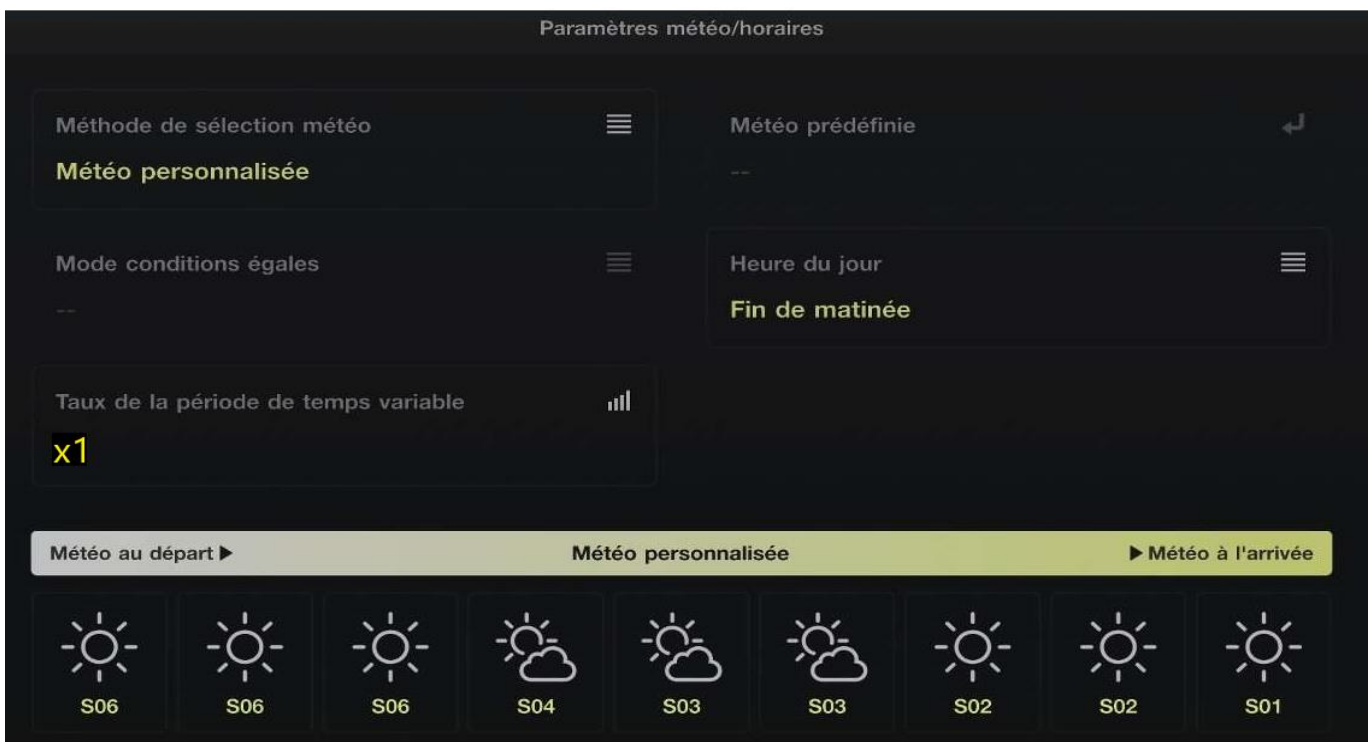 Paramètres météo/horaires
Méthode de sélection météo
Météo personnalisée
Météo prédéfinie
--
Mode conditions égales
--
Heure du jour
Fin de matinée
Taux de la période de temps variable
x1
Météo au départ ▶ Météo personnalisée ▶ Météo à l'arrivée
S06 S06 S06 S04 S03 S03 S02 S02 S01